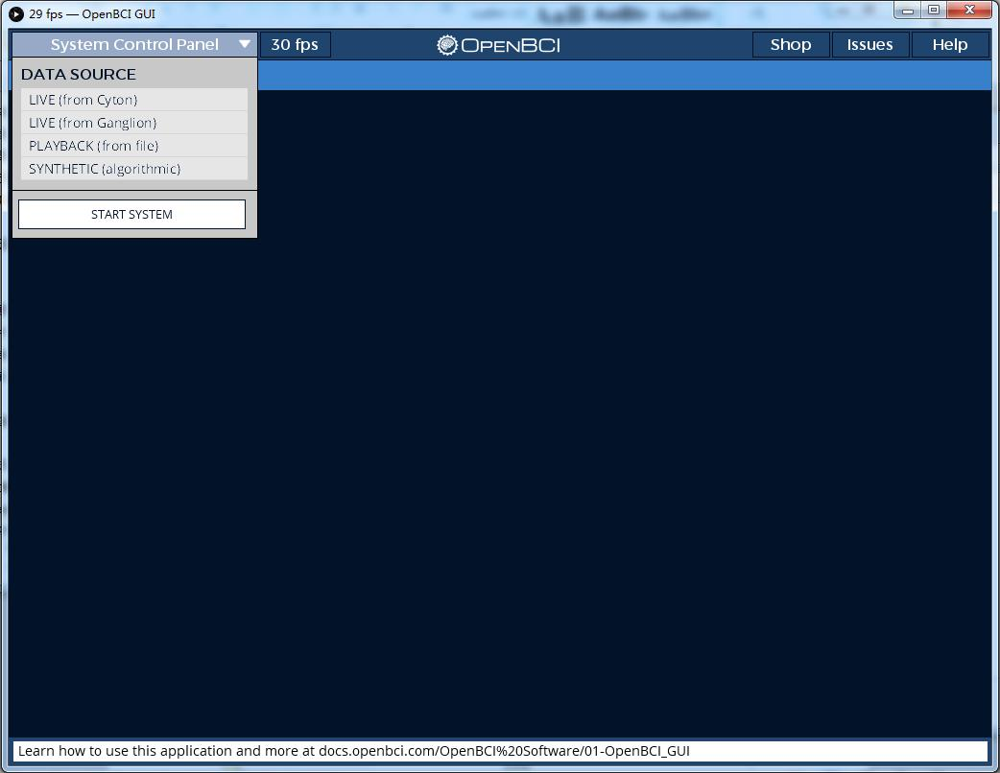 29 fps — OpenBCI GUI
System Control Panel
30 fps
OPENBCI
Shop
Issues
Help
DATA SOURCE
LIVE (from Cyton)
LIVE (from Ganglion)
PLAYBACK (from file)
SYNTHETIC (algorithmic)
START SYSTEM
Learn how to use this application and more at docs.openbci.com/OpenBCI%20Software/01-OpenBCI_GUI